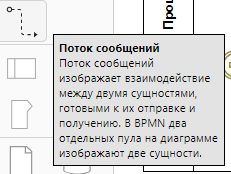 Поток сообщений
Поток сообщений
изображает взаимодействие
между двумя сущностями,
готовыми к их отправке и
получению. В BPMN два
отдельных пула на диаграмме
изображают две сущности.